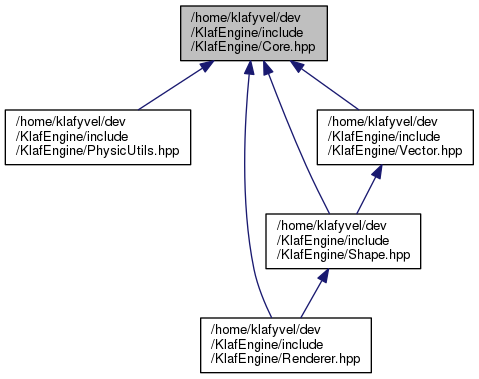 /home/klafyvel/dev
/KlafEngine/include
/KlafEngine/Core.hpp
/home/klafyvel/dev
/KlafEngine/include
/KlafEngine/PhysicUtils.hpp
/home/klafyvel/dev
/KlafEngine/include
/KlafEngine/Vector.hpp
/home/klafyvel/dev
/KlafEngine/include
/KlafEngine/Shape.hpp
/home/klafyvel/dev
/KlafEngine/include
/KlafEngine/Renderer.hpp